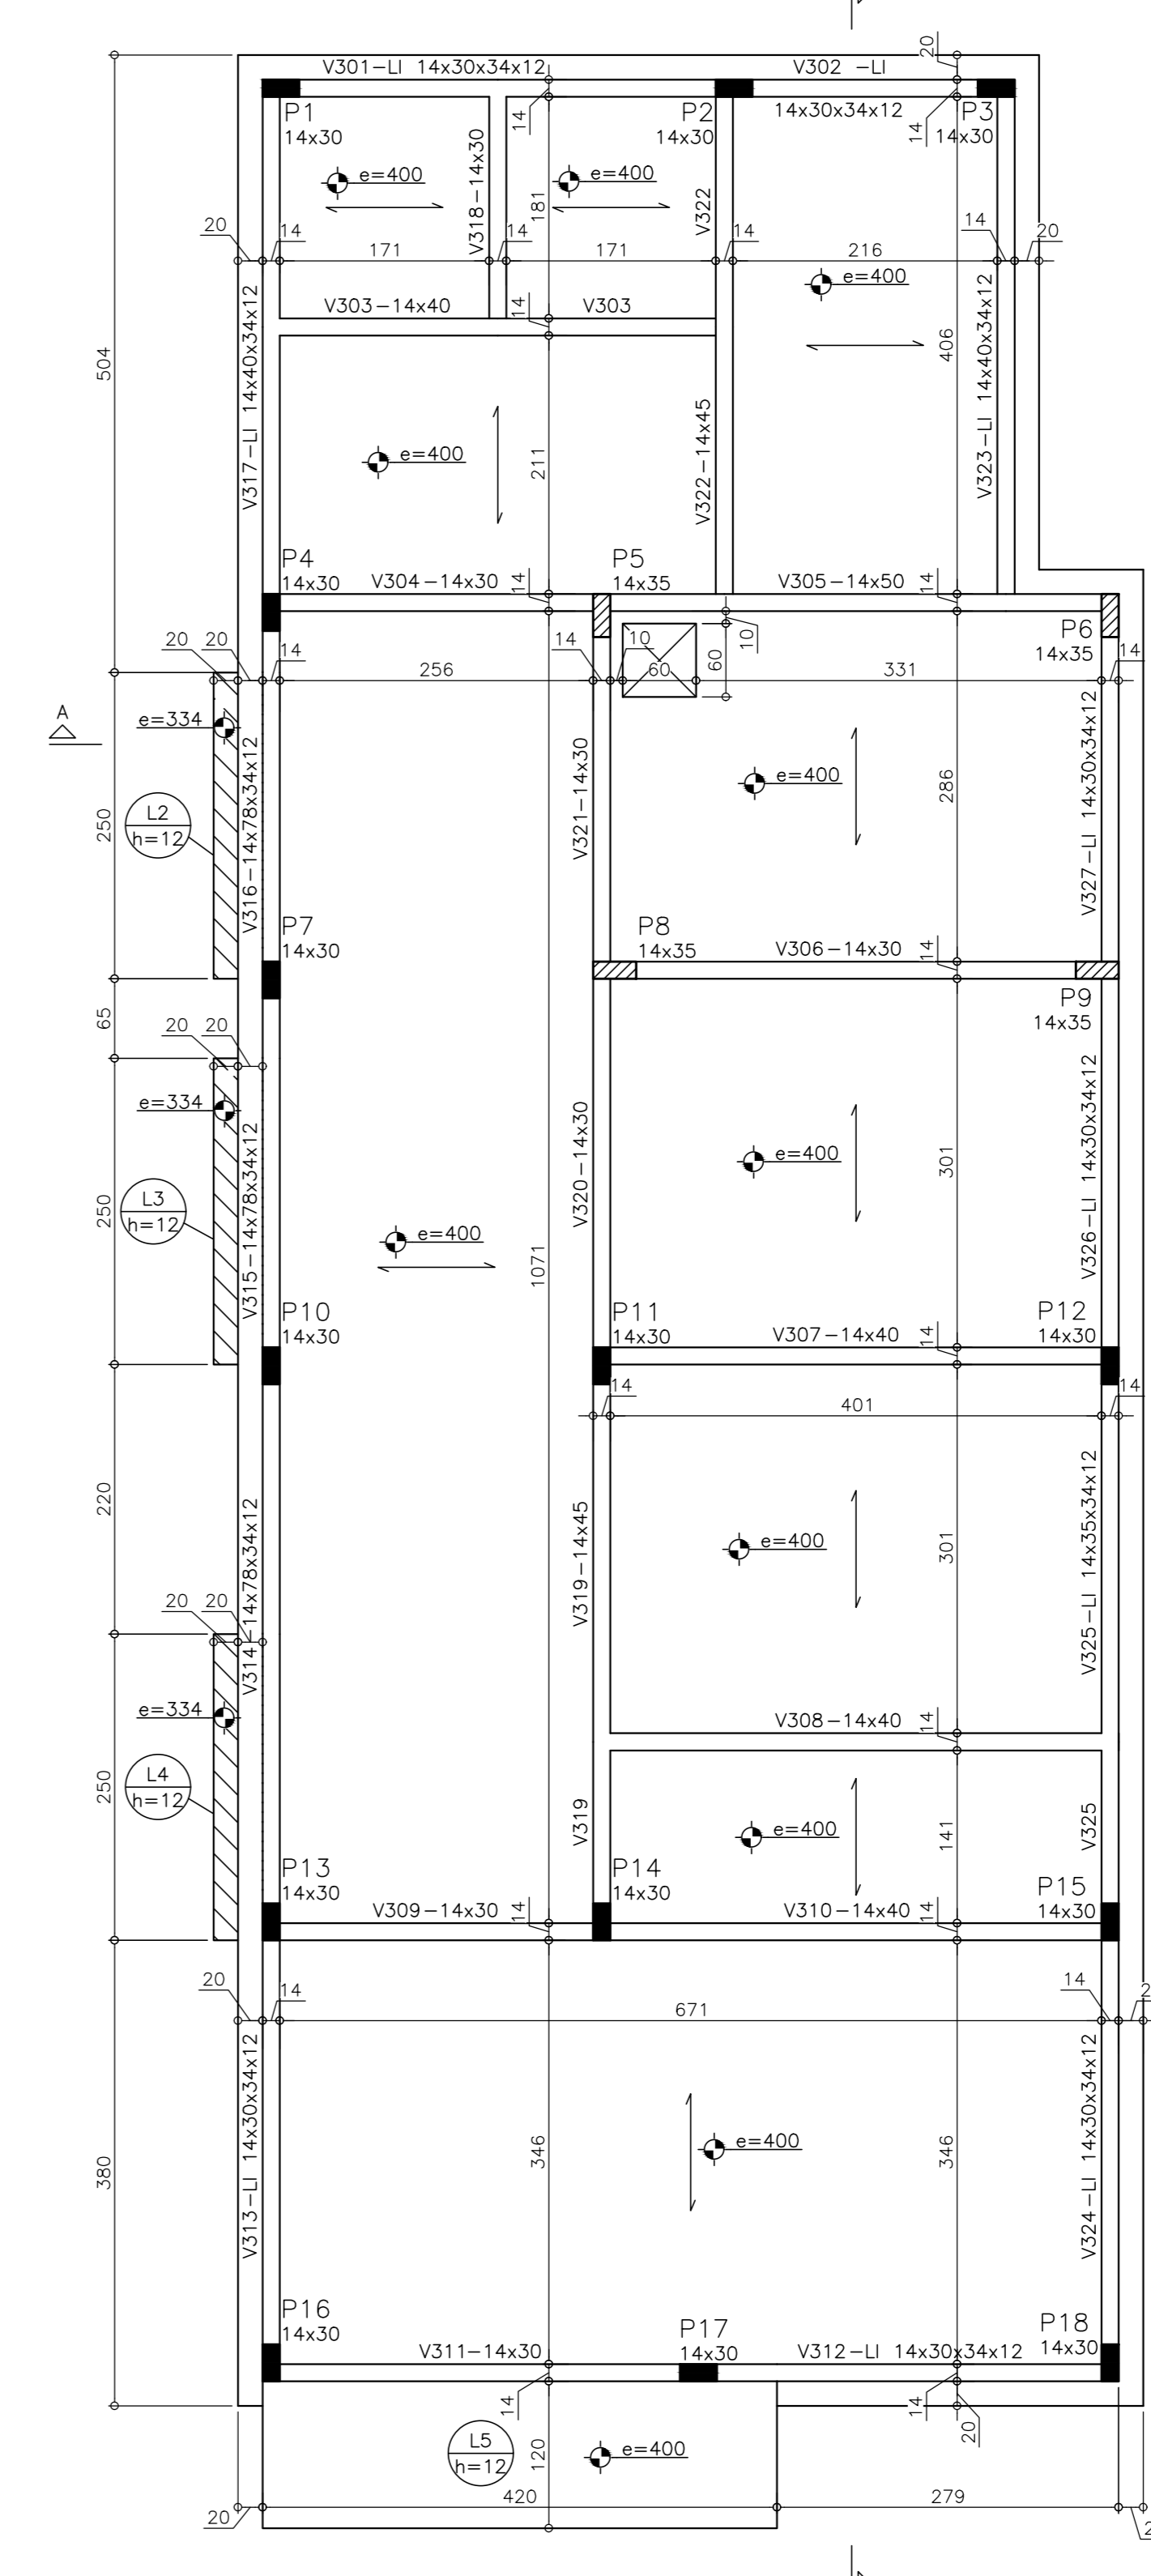 20
V301-LI 14x30x34x12
V302 -LI
P1
14x30
14
P2
14x30
14x30x34x12
P3
14x30
14
e=400
e=400
V318-14x30
181
V322
20
14
171
14
171
14
216
14
20
e=400
V303-14x40
14
V303
V317-LI 14x40x34x12
406
V323-LI 14x40x34x12
504
e=400
211
V322-14x45
P4
14x30
V304-14x30
14
P5
14x35
V305-14x50
14
P6
14x35
20
20
14
256
14
10
60
60
10
331
14
A
e=334
V316-14x78x34x12
V321-14x30
e=400
286
V327-LI 14x30x34x12
L2
h=12
250
P7
14x30
P8
14x35
V306-14x30
14
P9
14x35
65
20
20
e=334
V315-14x78x34x12
V320-14x30
e=400
301
V326-LI 14x30x34x12
L3
h=12
250
e=400
1071
P10
14x30
P11
14x30
V307-14x40
14
P12
14x30
14
401
14
220
V314-14x78x34x12
V319-14x45
e=400
301
V325-LI 14x35x34x12
20
20
e=334
V308-14x40
14
L4
h=12
250
V319
e=400
141
V325
P13
14x30
V309-14x30
14
P14
14x30
V310-14x40
14
P15
14x30
20
14
671
14
2
380
V313-LI 14x30x34x12
346
e=400
346
V324-LI 14x30x34x12
P16
14x30
V311-14x30
P17
14x30
V312-LI 14x30x34x12
P18
14x30
14
14
20
L5
h=12
120
e=400
20
420
279
2